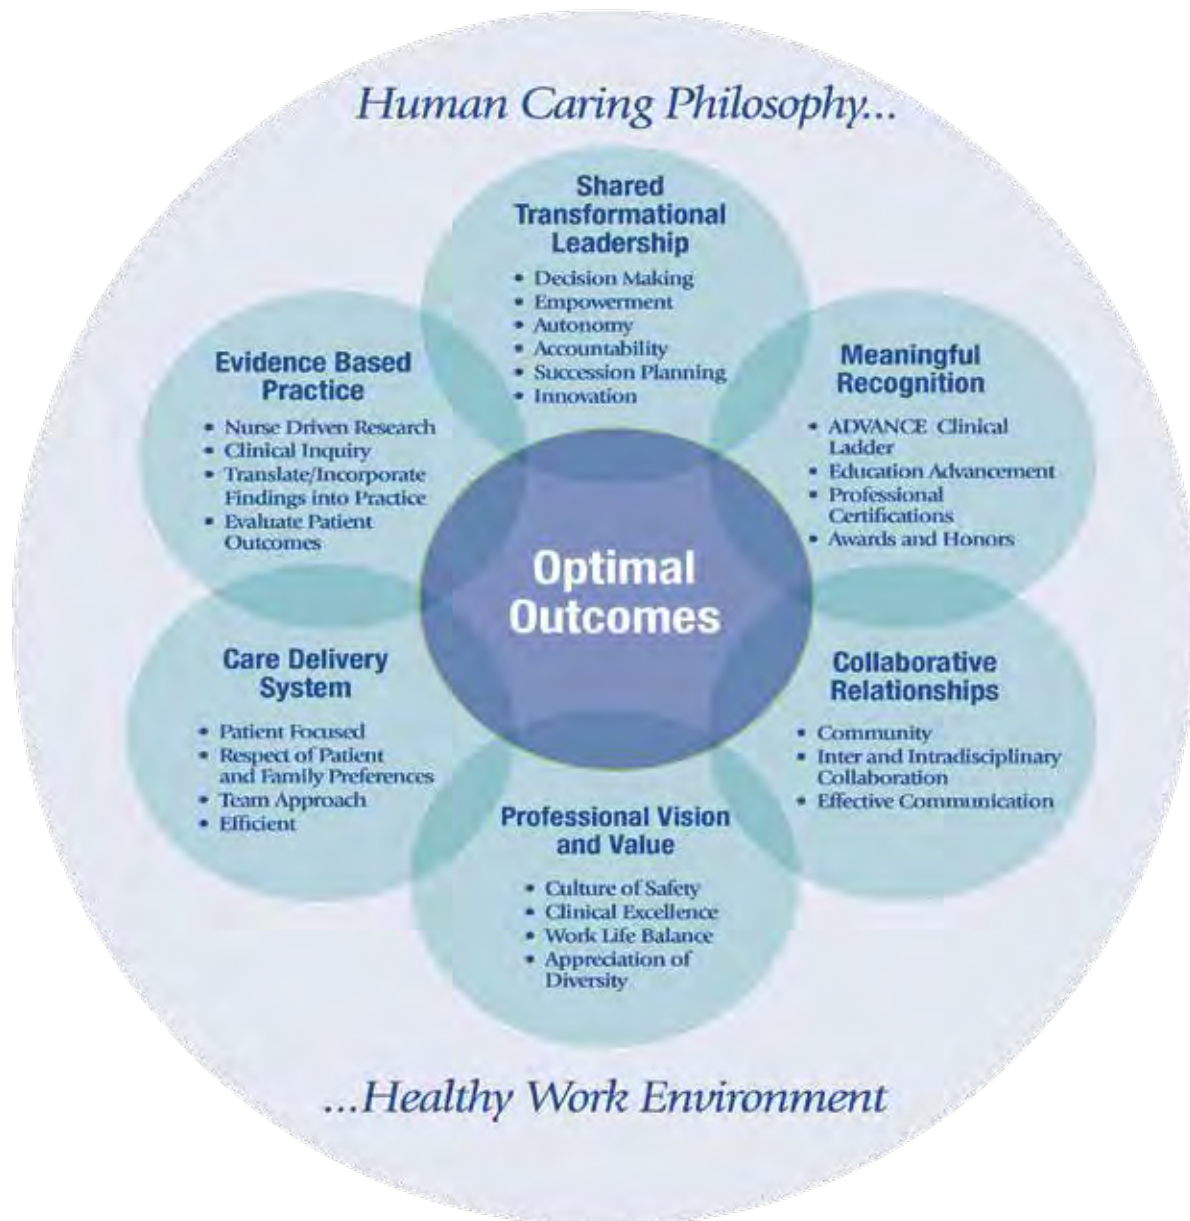 Human Caring Philosophy...
Shared
Transformational
Leadership
• Decision Making
• Empowerment
• Autonomy
• Accountability
• Succession Planning
• Innovation
Evidence Based
Practice
• Nurse Driven Research
• Clinical Inquiry
• Translate/Incorporate
Findings into Practice
• Evaluate Patient
Outcomes
Meaningful
Recognition
• ADVANCE Clinical
Ladder
• Education Advancement
• Professional
Certifications
• Awards and Honors
Optimal
Outcomes
Care Delivery
System
• Patient Focused
• Respect of Patient
and Family Preferences
• Team Approach
• Efficient
Collaborative
Relationships
• Community
• Inter and Intradisciplinary
Collaboration
• Effective Communication
Professional Vision
and Value
• Culture of Safety
• Clinical Excellence
• Work Life Balance
• Appreciation of
Diversity
...Healthy Work Environment